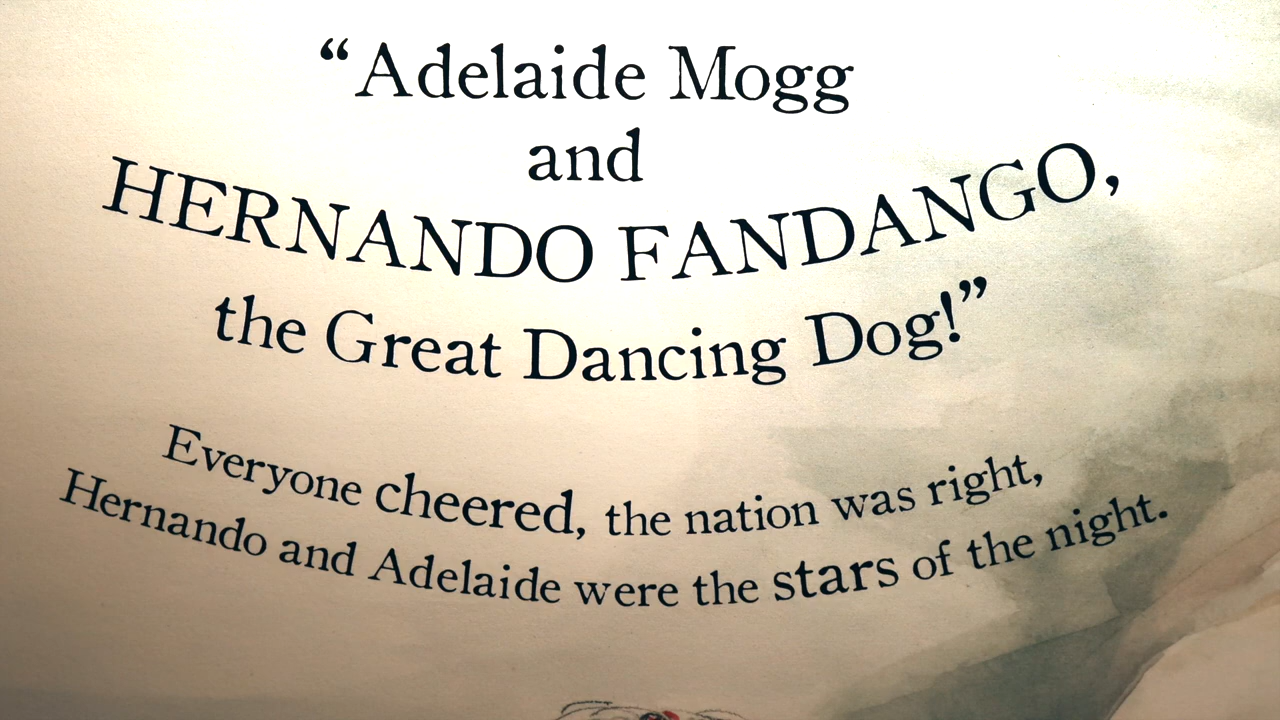 “Adelaide Mogg
and
HERNANDO FANDANGO,
the Great Dancing Dog!”
Everyone cheered, the nation was right,
Hernando and Adelaide were the stars of the night.